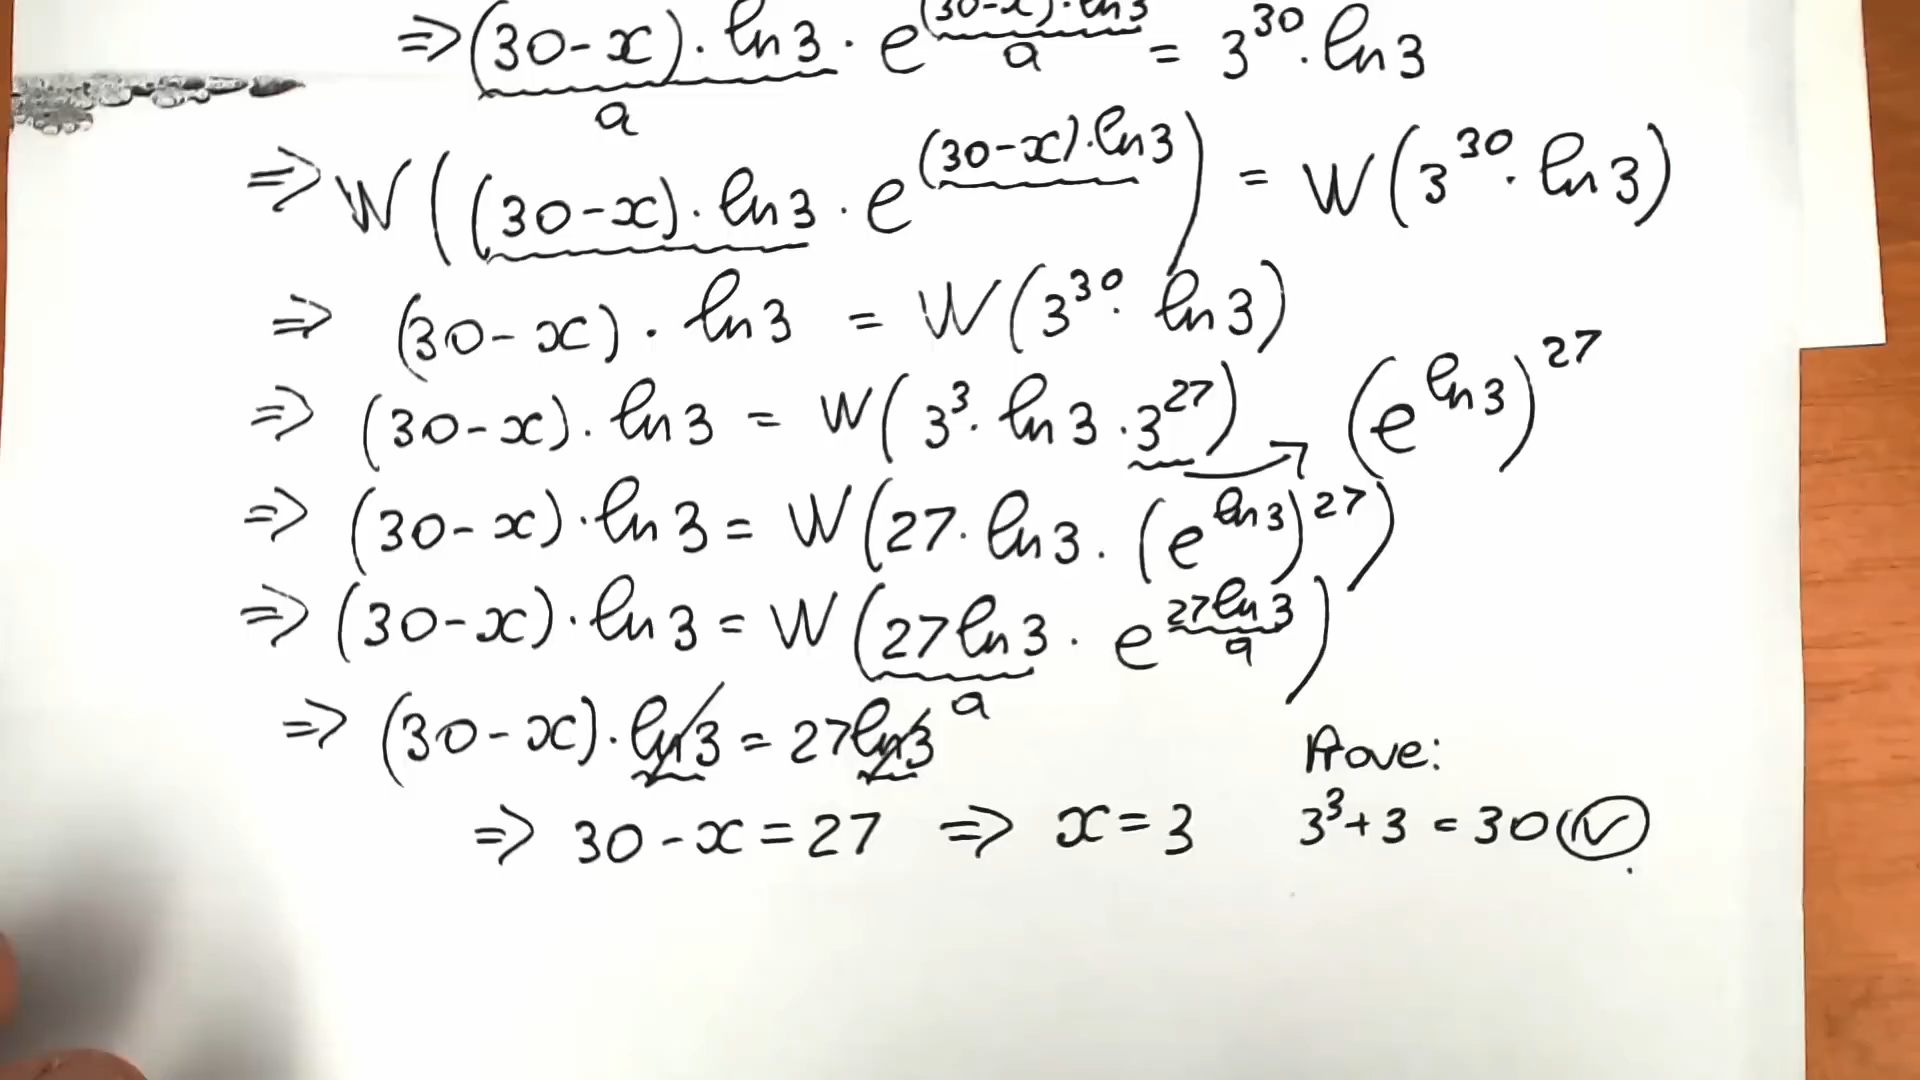 ⇒ (30-x) · ln3 · e^((30-x)·ln3) = 3^30 · ln3
a a
⇒ W((30-x) · ln3 · e^((30-x)·ln3)) = W(3^30 · ln3)
⇒ (30-x) · ln3 = W(3^30 · ln3)
⇒ (30-x) · ln3 = W(3^3 · ln3 · 3^27) → (e^(ln3))^27
⇒ (30-x) · ln3 = W(27 · ln3 · (e^(ln3))^27)
⇒ (30-x) · ln3 = W(27ln3 · e^(27ln3))
a a
⇒ (30-x) · ln3 = 27ln3
⇒ 30-x = 27 ⇒ x = 3
Prove:
3^3+3 = 30 ✓